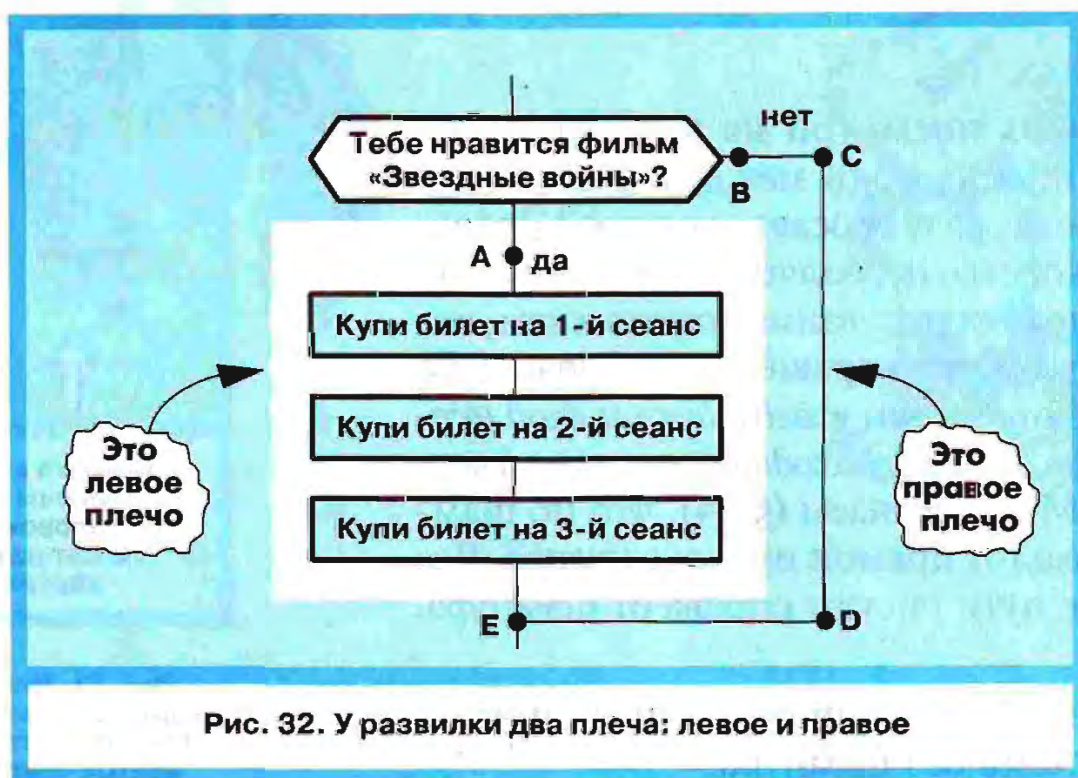 нет
Тебе нравится фильм
«Звездные войны»?
B
C
A
да
Купи билет на 1-й сеанс
Купи билет на 2-й сеанс
Купи билет на 3-й сеанс
Это
левое
плечо
Это
правое
плечо
E
D
Рис. 32. У развилки два плеча: левое и правое